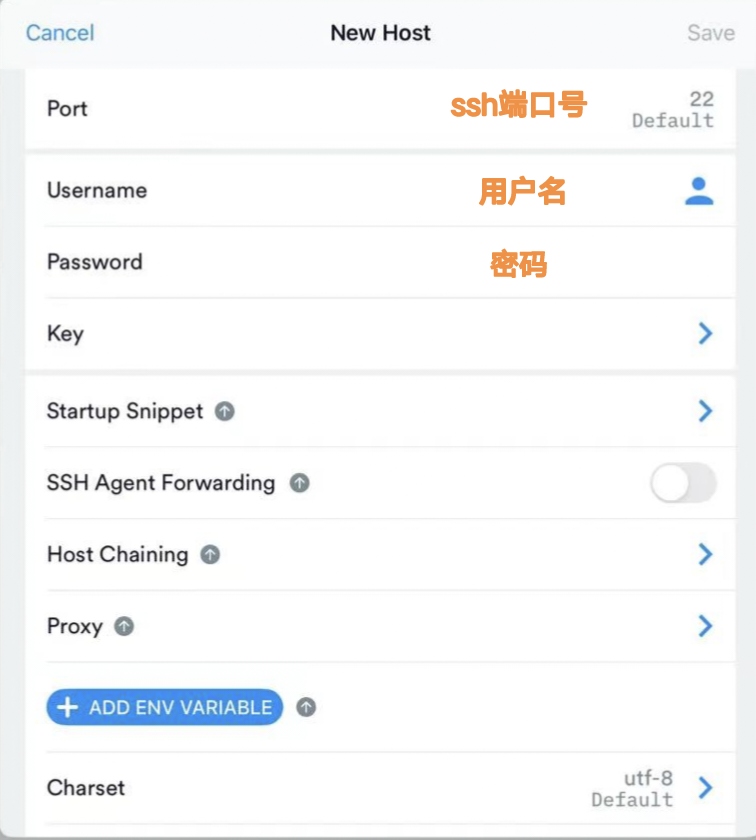 Cancel New Host Save
Port ssh端口号 22
Default
Username 用户名
Password 密码
Key
Startup Snippet
SSH Agent Forwarding
Host Chaining
Proxy
+ ADD ENV VARIABLE
Charset utf-8
Default